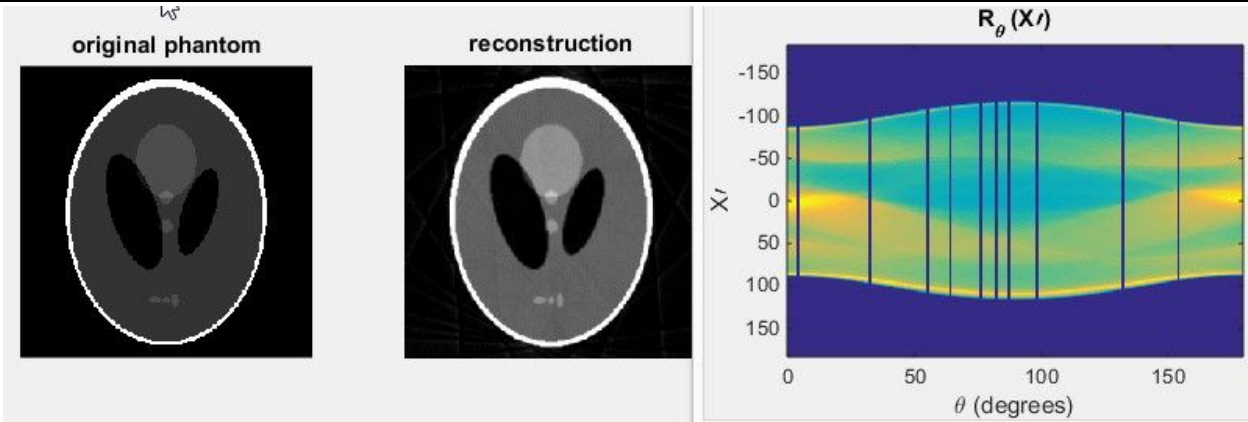 original phantom
reconstruction
R_θ (X′)
-150
-100
-50
0
50
100
150
X′
0
50
100
150
θ (degrees)